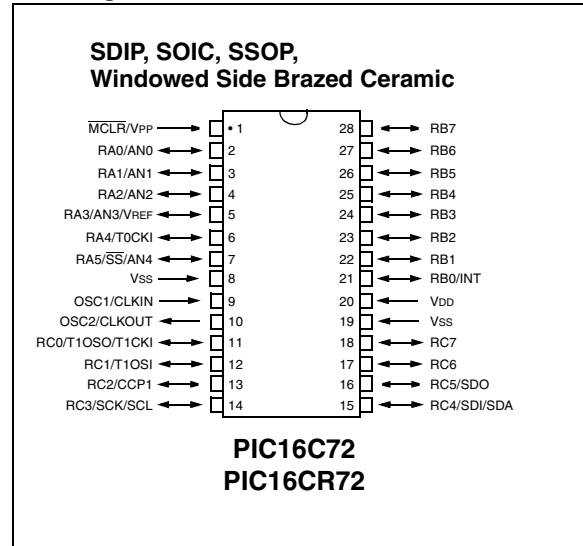 SDIP, SOIC, SSOP,
Windowed Side Brazed Ceramic
MCLR/VPP • 1 28 RB7
RA0/AN0 2 27 RB6
RA1/AN1 3 26 RB5
RA2/AN2 4 25 RB4
RA3/AN3/VREF 5 24 RB3
RA4/T0CKI 6 23 RB2
RA5/SS/AN4 7 22 RB1
VSS 8 21 RB0/INT
OSC1/CLKIN 9 20 VDD
OSC2/CLKOUT 10 19 VSS
RC0/T1OSO/T1CKI 11 18 RC7
RC1/T1OSI 12 17 RC6
RC2/CCP1 13 16 RC5/SDO
RC3/SCK/SCL 14 15 RC4/SDI/SDA
PIC16C72
PIC16CR72